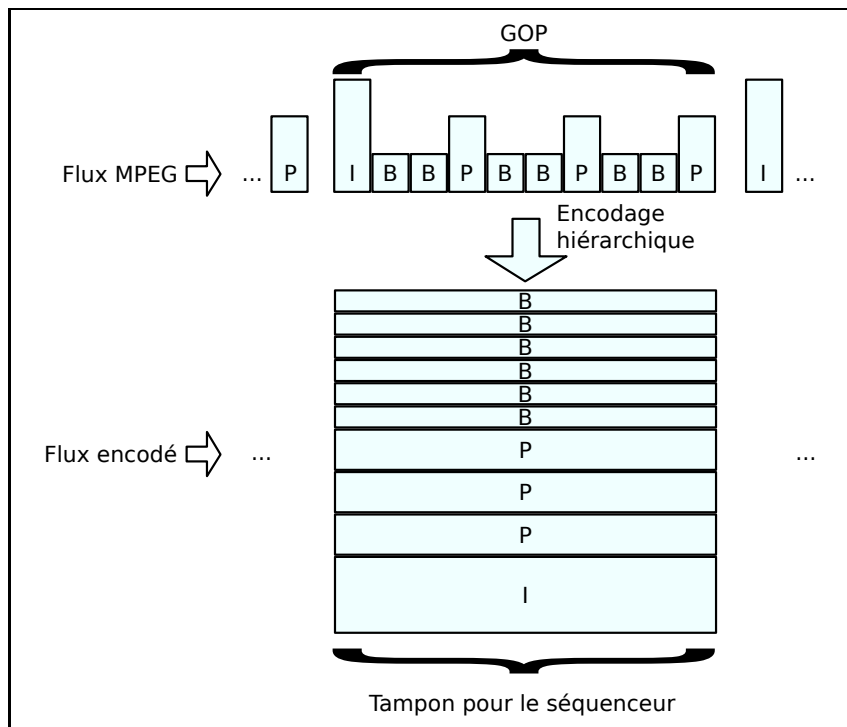 GOP
Flux MPEG ... P I B B P B B P B B P I ...
Encodage
hiérarchique
B
B
B
B
B
B
Flux encodé ... P ...
P
P
I
Tampon pour le séquenceur